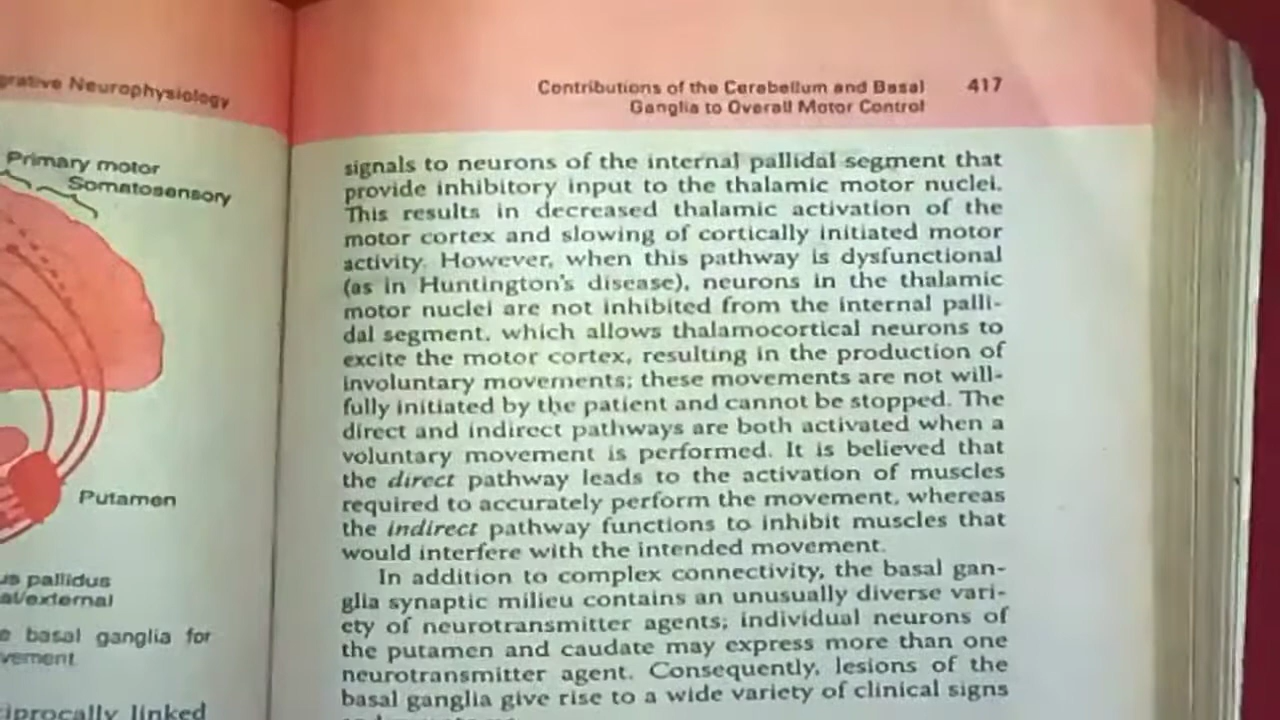 grative Neurophysiology
Primary motor
Somatosensory
Putamen
us pallidus
al/external
e basal ganglia for
vement
ciprocally linked
Contributions of the Cerebellum and Basal 417
Ganglia to Overall Motor Control
signals to neurons of the internal pallidal segment that
provide inhibitory input to the thalamic motor nuclei.
This results in decreased thalamic activation of the
motor cortex and slowing of cortically initiated motor
activity. However, when this pathway is dysfunctional
(as in Huntington's disease), neurons in the thalamic
motor nuclei are not inhibited from the internal palli-
dal segment, which allows thalamocortical neurons to
excite the motor cortex, resulting in the production of
involuntary movements; these movements are not will-
fully initiated by the patient and cannot be stopped. The
direct and indirect pathways are both activated when a
voluntary movement is performed. It is believed that
the direct pathway leads to the activation of muscles
required to accurately perform the movement, whereas
the indirect pathway functions to inhibit muscles that
would interfere with the intended movement.
In addition to complex connectivity, the basal gan-
glia synaptic milieu contains an unusually diverse vari-
ety of neurotransmitter agents; individual neurons of
the putamen and caudate may express more than one
neurotransmitter agent. Consequently, lesions of the
basal ganglia give rise to a wide variety of clinical signs